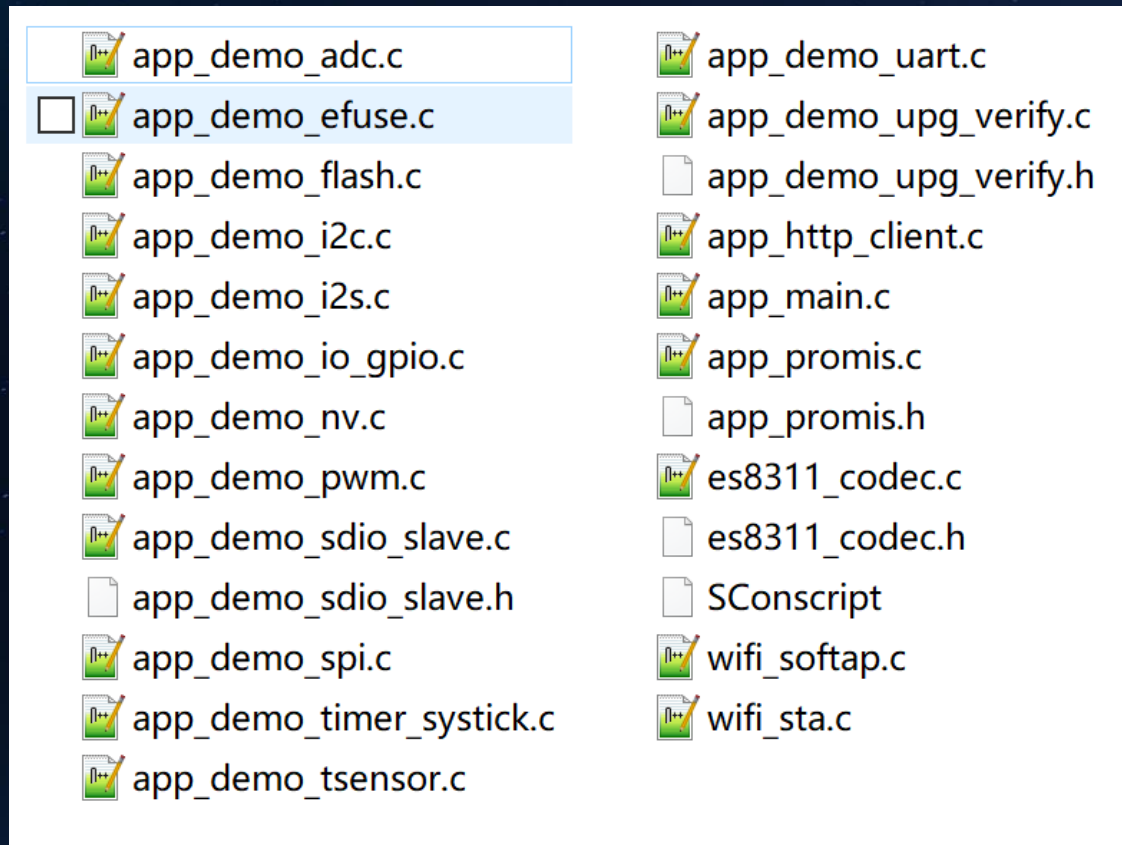 app_demo_adc.c
app_demo_efuse.c
app_demo_flash.c
app_demo_i2c.c
app_demo_i2s.c
app_demo_io_gpio.c
app_demo_nv.c
app_demo_pwm.c
app_demo_sdio_slave.c
app_demo_sdio_slave.h
app_demo_spi.c
app_demo_timer_systick.c
app_demo_tsensor.c
app_demo_uart.c
app_demo_upg_verify.c
app_demo_upg_verify.h
app_http_client.c
app_main.c
app_promis.c
app_promis.h
es8311_codec.c
es8311_codec.h
SConscript
wifi_softap.c
wifi_sta.c